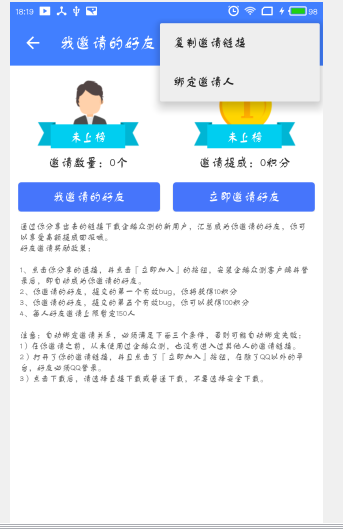 18:19
98
我邀请的好友
复制邀请链接
绑定邀请人
未上榜
未上榜
邀请数量：0个
邀请提成：0积分
我邀请的好友
立即邀请好友
通过你分享出去的链接下载企鹅众测的新用户，汇总成为你邀请的好友，你可
以享受高额提成回报哦。
好友邀请奖励政策：
1、点击你分享的连接，并点击「立即加入」的按钮，安装企鹅众测客户端并登
录后，即自动成为你邀请的好友。
2、你邀请的好友，提交的第一个有效bug，你将获得10积分
3、你邀请的好友，提交的第五个有效bug，你可以获得100积分
4、每人好友邀请上限暂定150人
注意：自动绑定邀请关系，必须满足下面三个条件，否则可能自动绑定失败：
1）在你邀请之前，从未使用过企鹅众测，也没有进入过其他人的邀请链接。
2）打开了你的邀请链接，并且点击了「立即加入」按钮，在除了QQ以外的平
台，好友必须QQ登录。
3）点击下载后，请选择直接下载或普通下载，不要选择安全下载。